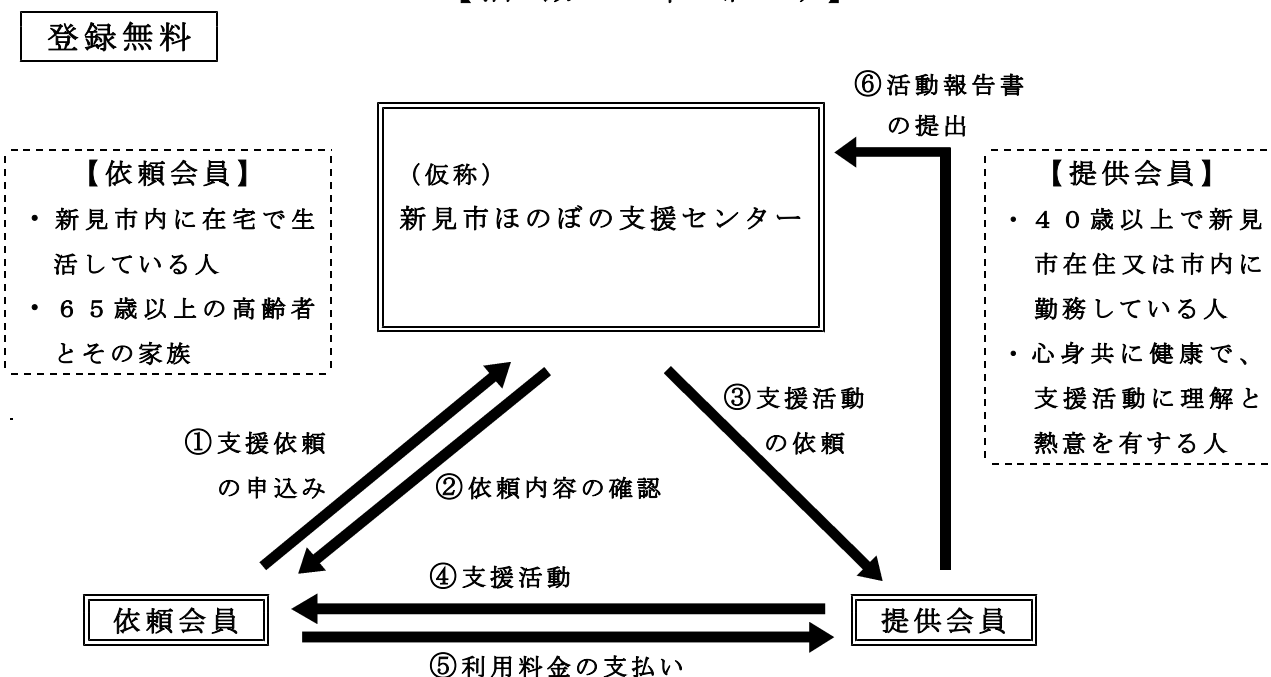 登録無料
⑥活動報告書
の提出
（仮称）
新見市ほのぼの支援センター
【依頼会員】
・新見市内に在宅で生
活している人
・６５歳以上の高齢者
とその家族
【提供会員】
・４０歳以上で新見
市在住又は市内に
勤務している人
・心身共に健康で、
支援活動に理解と
熱意を有する人
①支援依頼
の申込み
②依頼内容の確認
③支援活動
の依頼
④支援活動
依頼会員
提供会員
⑤利用料金の支払い